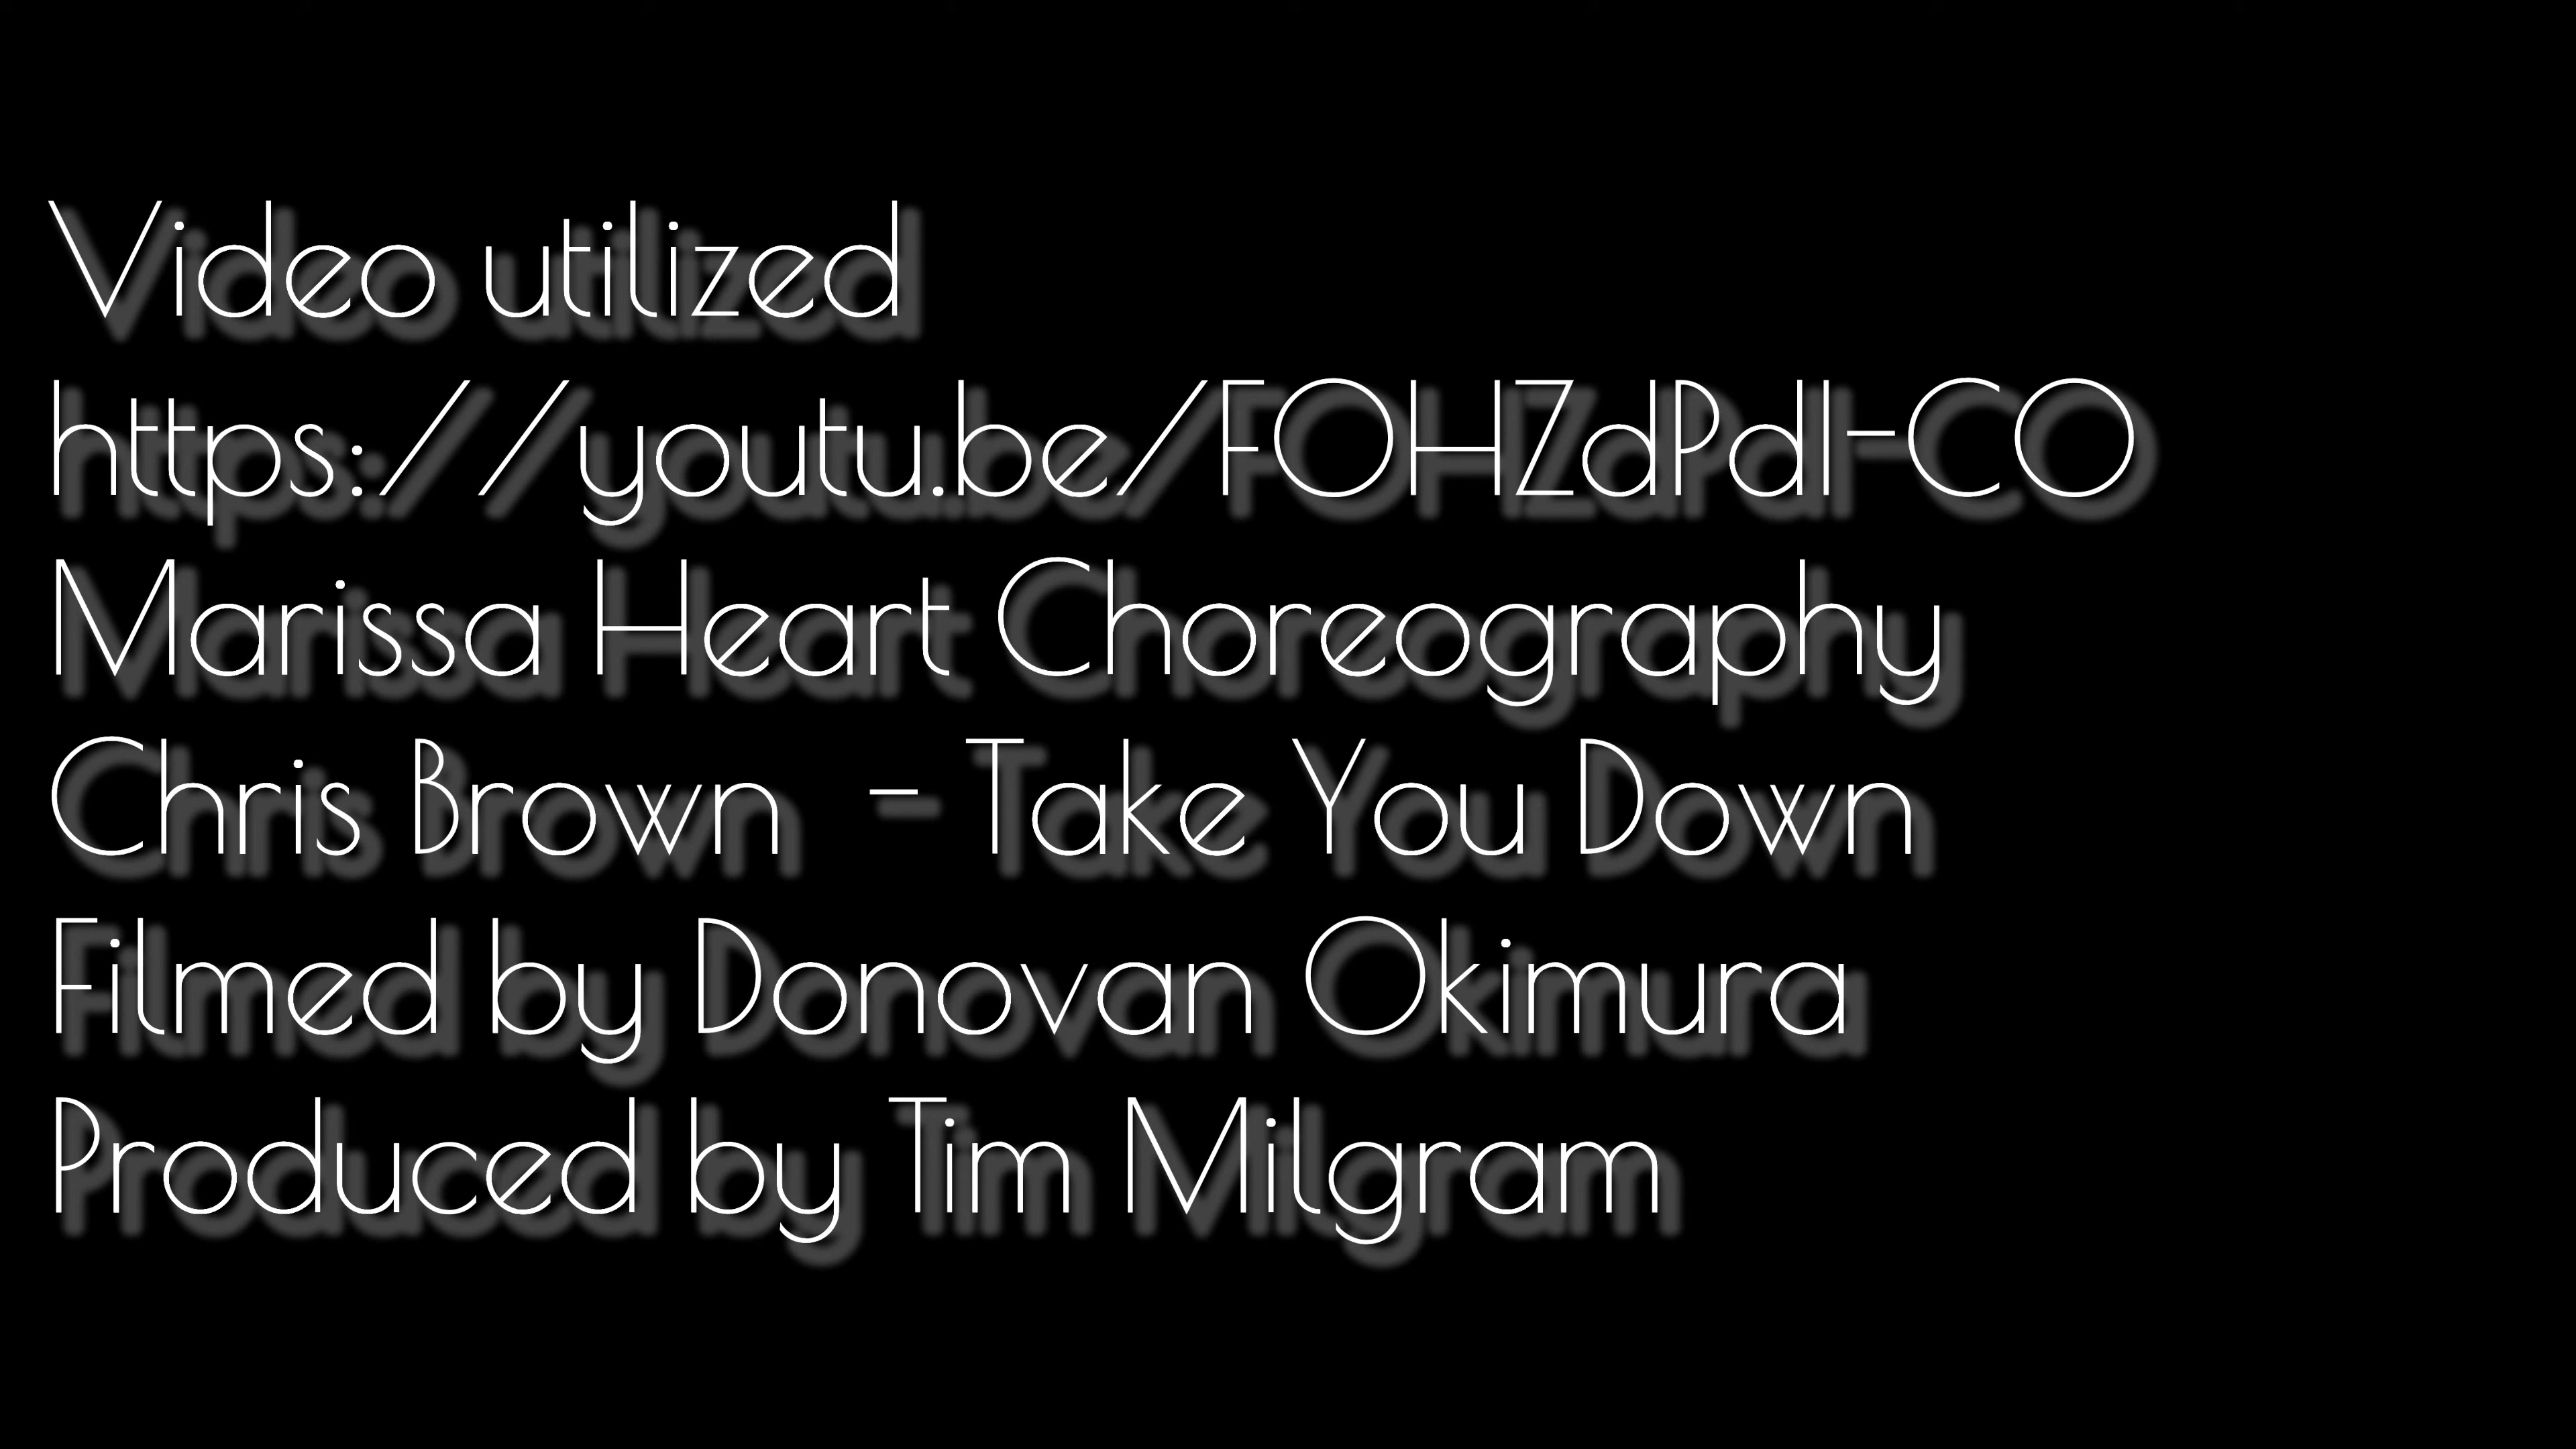 Video utilized
https://youtu.be/FOHZdPdI-CO
Marissa Heart Choreography
Chris Brown  - Take You Down
Filmed by Donovan Okimura
Produced by Tim Milgram